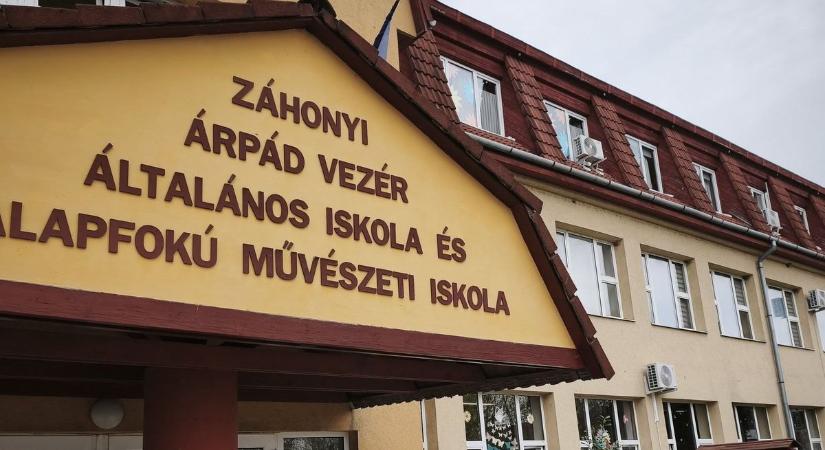 ZÁHONYI
ÁRPÁD VEZÉR
ÁLTALÁNOS ISKOLA ÉS
ALAPFOKÚ MŰVÉSZETI ISKOLA